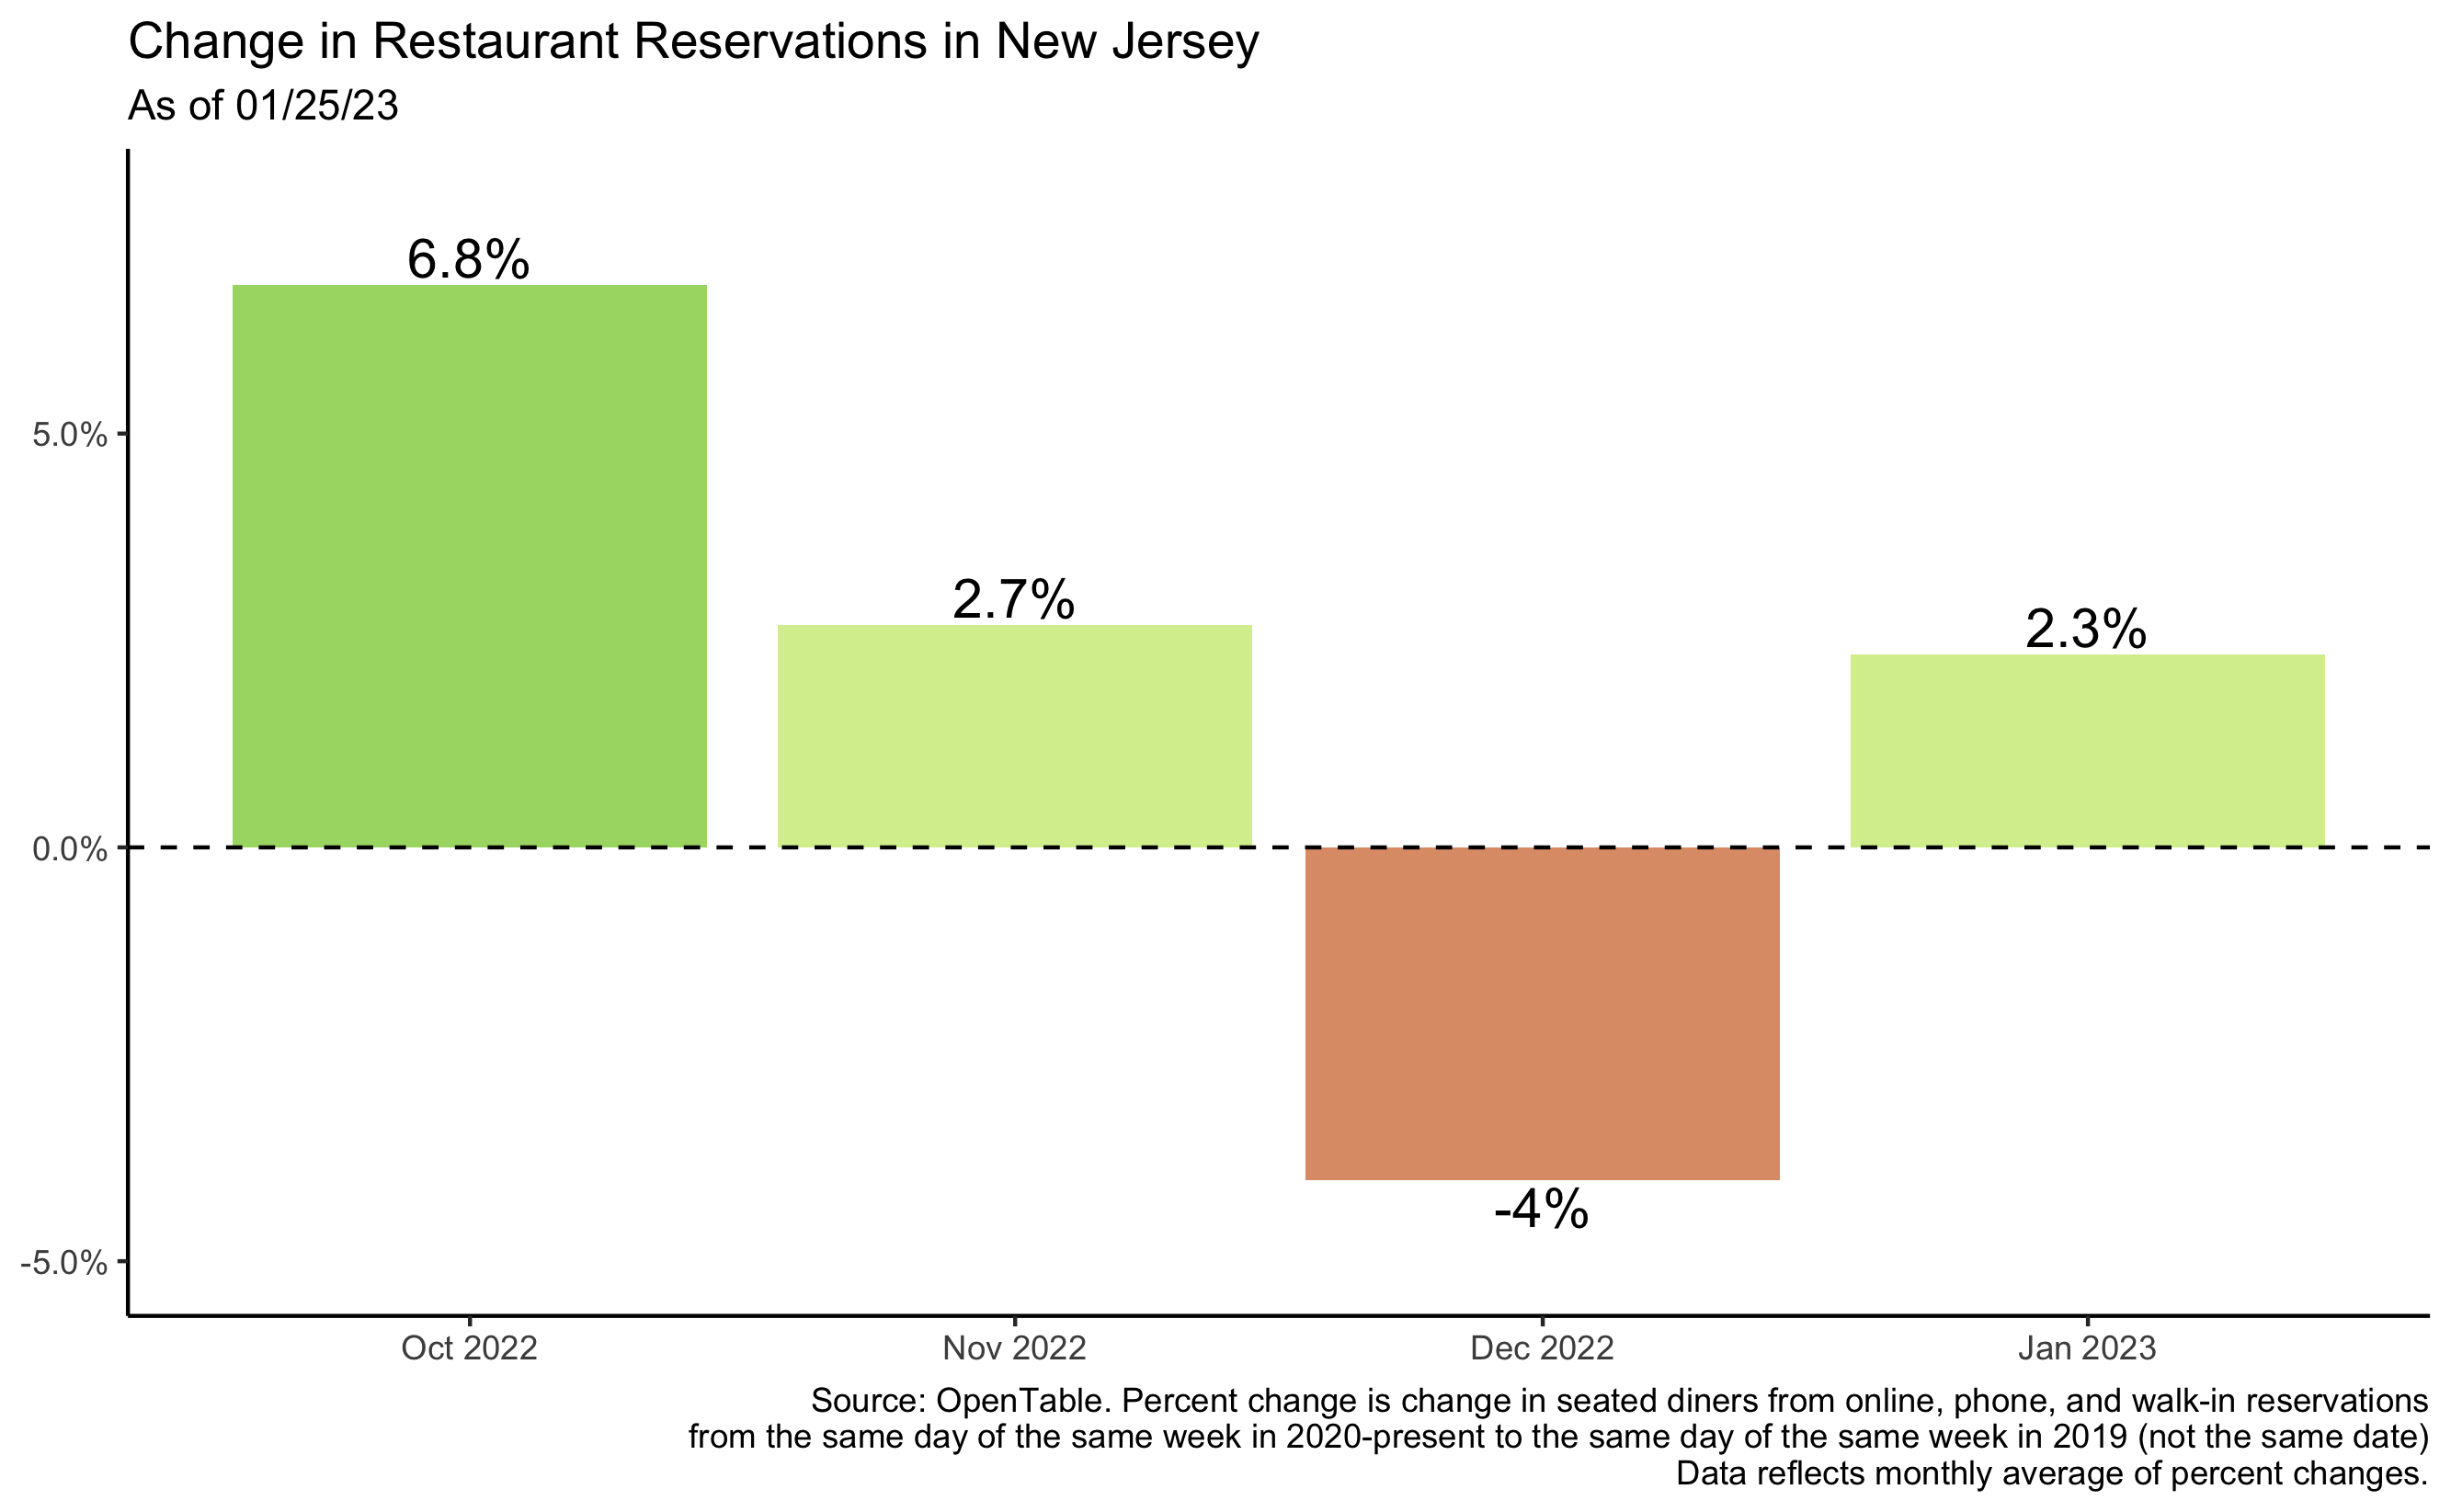 Change in Restaurant Reservations in New Jersey
As of 01/25/23
6.8%
5.0%
2.7%
2.3%
0.0%
-4%
-5.0%
Oct 2022
Nov 2022
Dec 2022
Jan 2023
Source: OpenTable. Percent change is change in seated diners from online, phone, and walk-in reservations
from the same day of the same week in 2020-present to the same day of the same week in 2019 (not the same date)
Data reflects monthly average of percent changes.